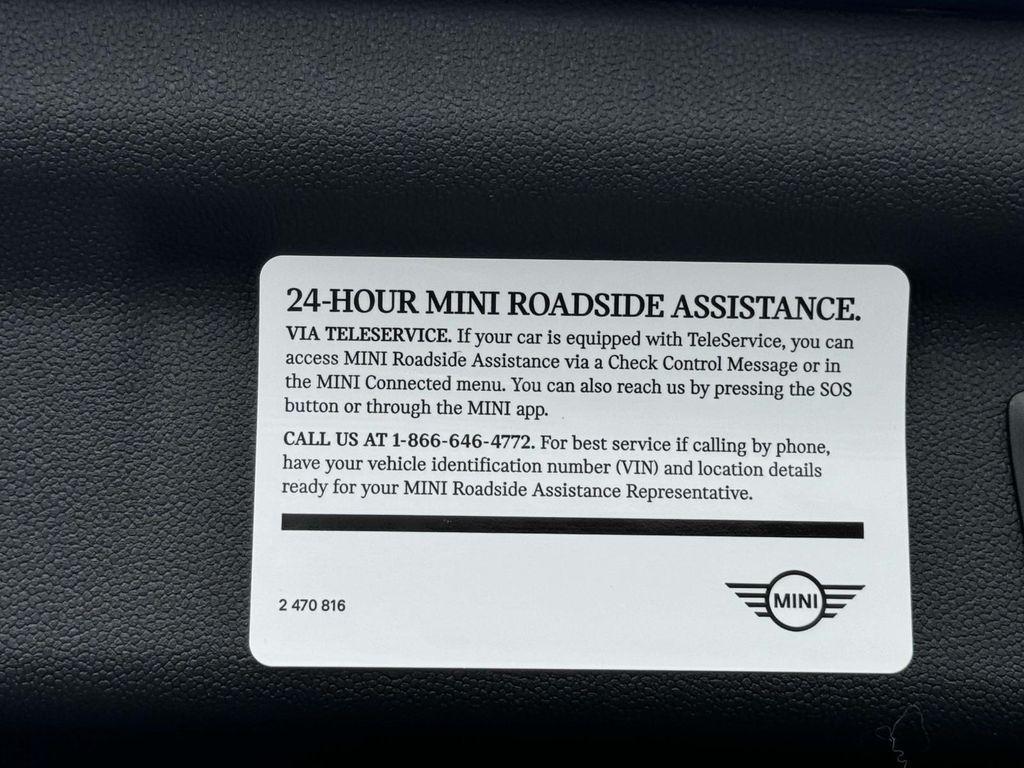 24-HOUR MINI ROADSIDE ASSISTANCE.
VIA TELESERVICE. If your car is equipped with TeleService, you can
access MINI Roadside Assistance via a Check Control Message or in
the MINI Connected menu. You can also reach us by pressing the SOS
button or through the MINI app.
CALL US AT 1-866-646-4772. For best service if calling by phone,
have your vehicle identification number (VIN) and location details
ready for your MINI Roadside Assistance Representative.
2 470 816
MINI